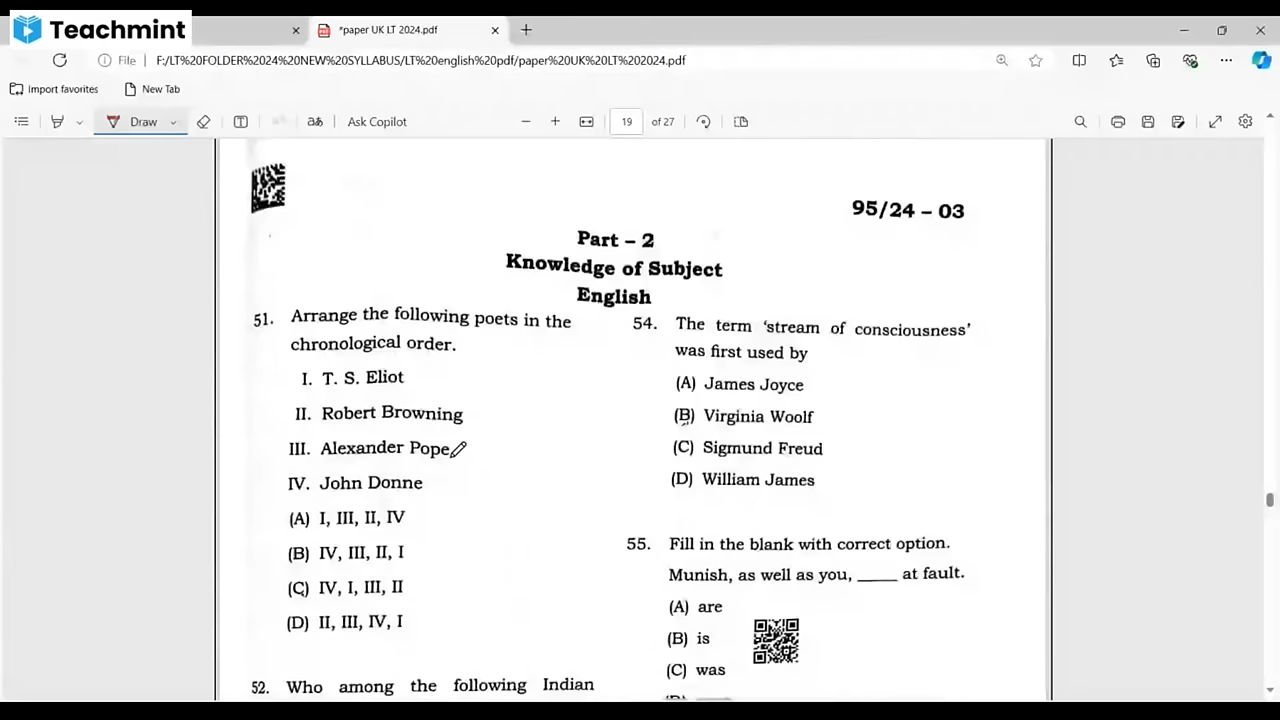 Teachmint
*paper UK LT 2024.pdf
File
F:/LT%20FOLDER%2024%20NEW%20SYLLABUS/LT%20english%20pdf/paper%20UK%20LT%202024.pdf
Import favorites
New Tab
Draw
Ask Copilot
19 of 27
95/24 – 03
Part – 2
Knowledge of Subject
English
51. Arrange the following poets in the
chronological order.
I. T. S. Eliot
II. Robert Browning
III. Alexander Pope
IV. John Donne
(A) I, III, II, IV
(B) IV, III, II, I
(C) IV, I, III, II
(D) II, III, IV, I
52. Who among the following Indian
54. The term ‘stream of consciousness’
was first used by
(A) James Joyce
(B) Virginia Woolf
(C) Sigmund Freud
(D) William James
55. Fill in the blank with correct option.
Munish, as well as you, ____ at fault.
(A) are
(B) is
(C) was